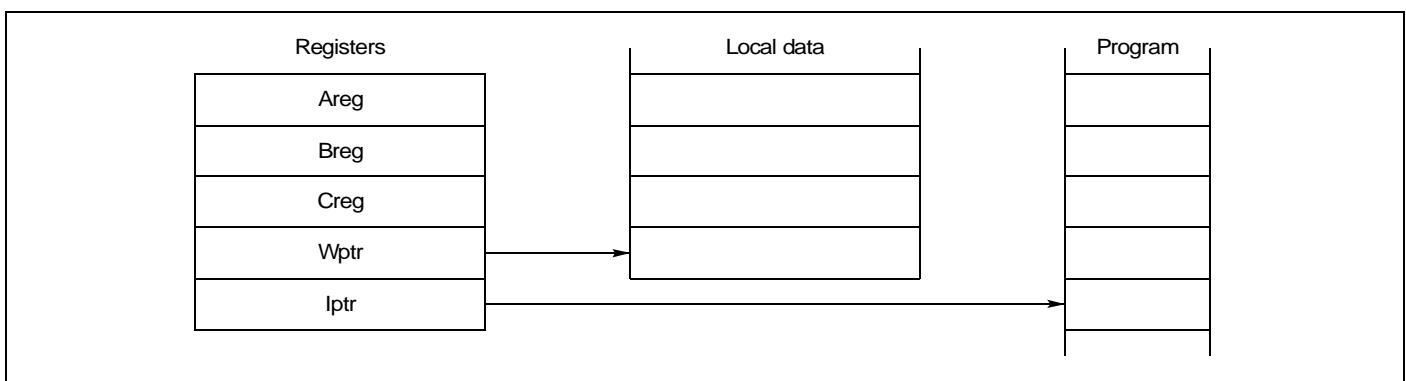 Registers
Local data
Program
Areg
Breg
Creg
Wptr
Iptr